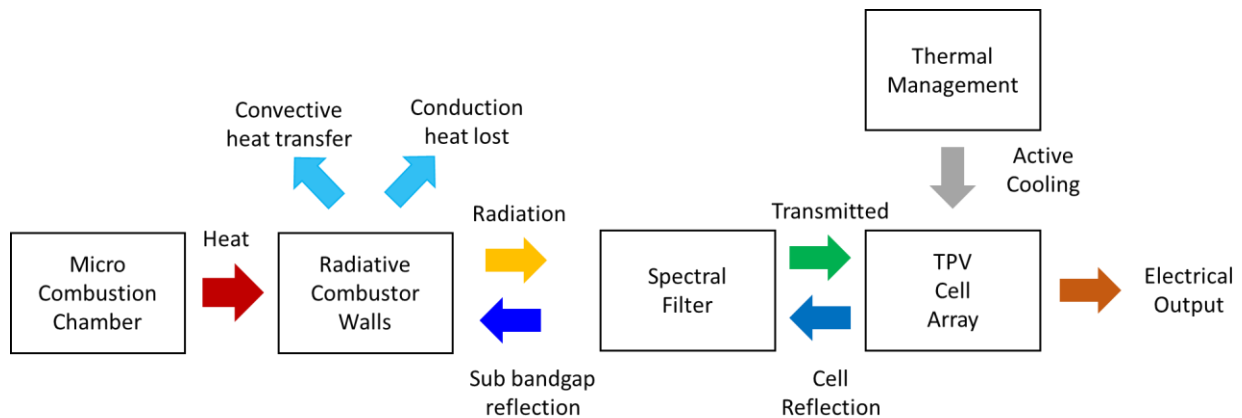 Thermal
Management
Convective
heat transfer
Conduction
heat lost
Active
Cooling
Heat
Radiation
Transmitted
Micro
Combustion
Chamber
Radiative
Combustor
Walls
Spectral
Filter
TPV
Cell
Array
Electrical
Output
Sub bandgap
reflection
Cell
Reflection